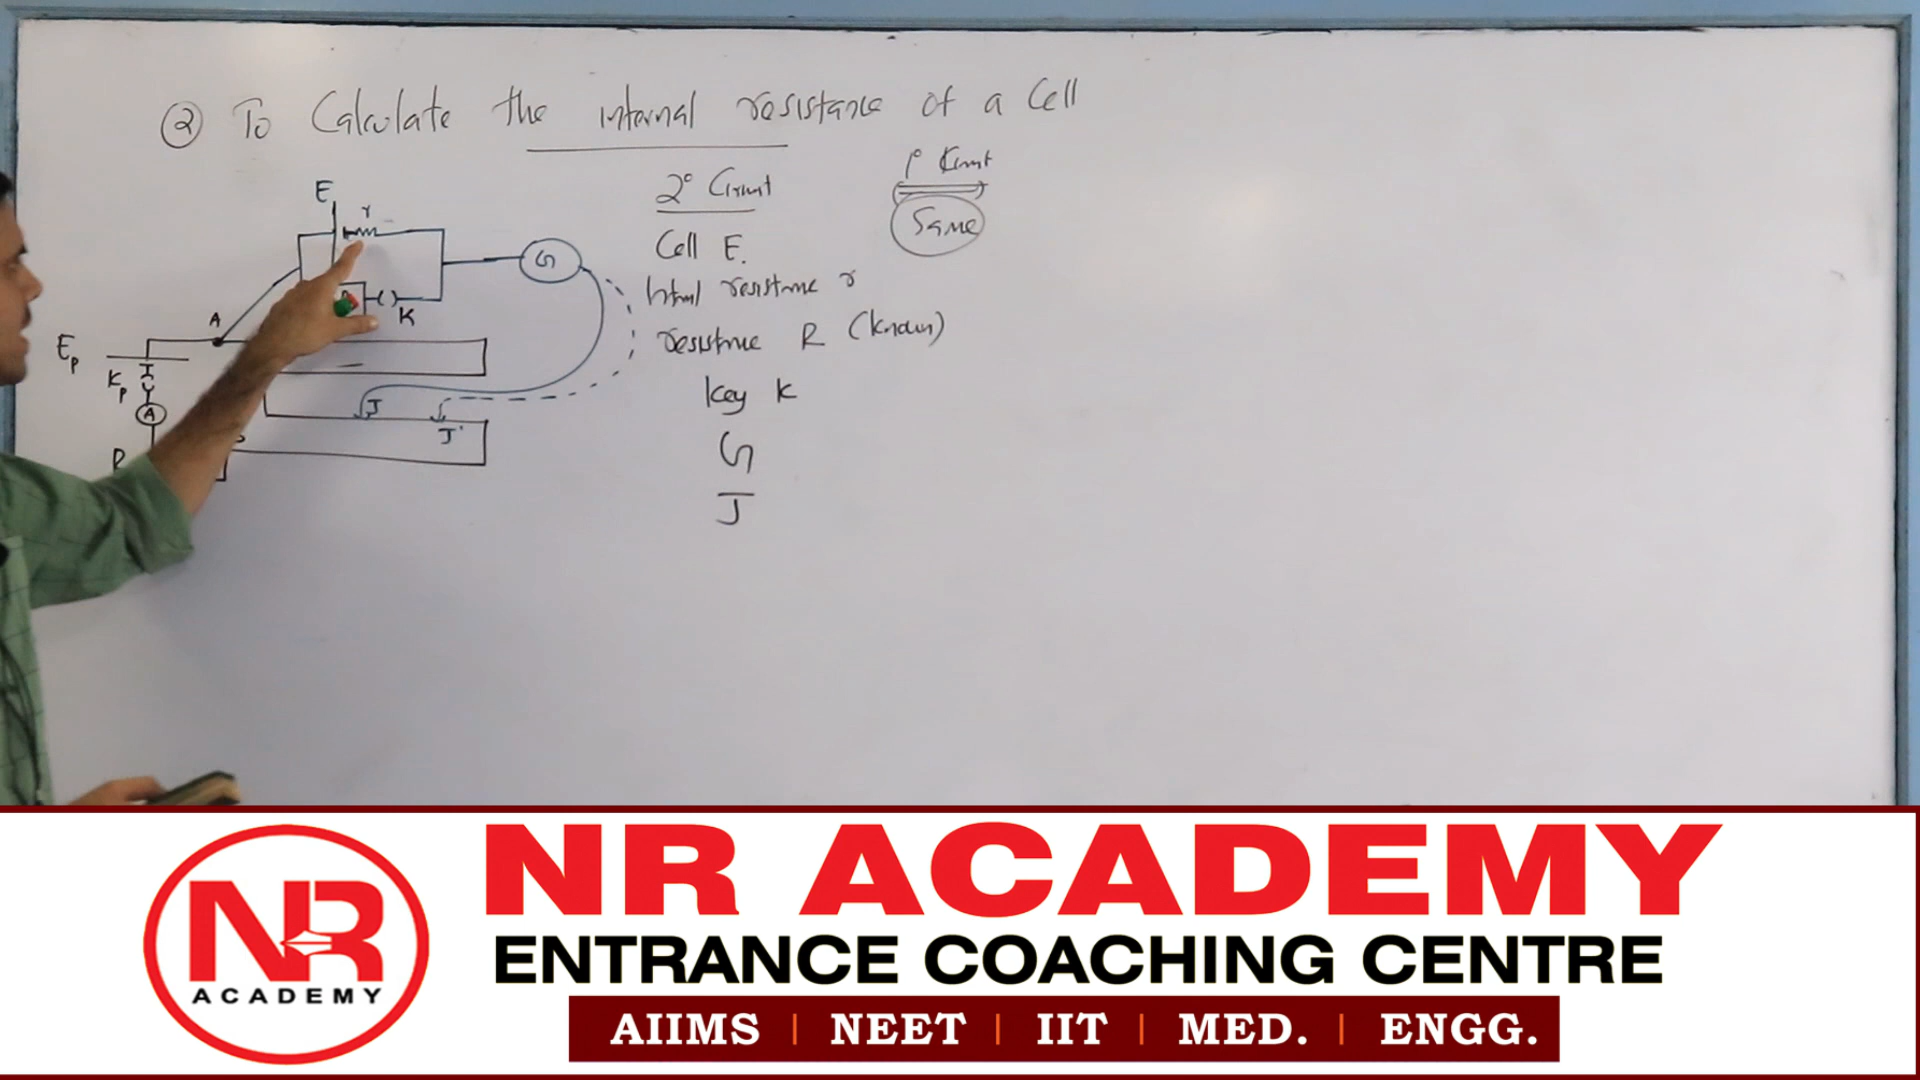 ② To Calculate the internal resistance of a Cell
2° Circuit
Cell E.
resistance r
resistance R (known)
Key K
G
J
1° Circuit
Same
E
r
G
K
A
Ep
Kp
A
R
J
J'
NR
ACADEMY
NR ACADEMY
ENTRANCE COACHING CENTRE
AIIMS | NEET | IIT | MED. | ENGG.